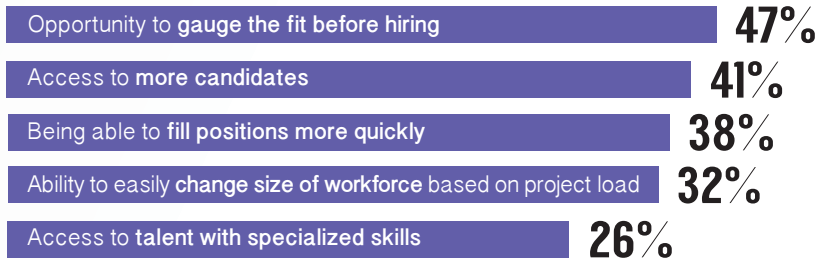 Opportunity to gauge the fit before hiring 47%
Access to more candidates 41%
Being able to fill positions more quickly 38%
Ability to easily change size of workforce based on project load 32%
Access to talent with specialized skills 26%